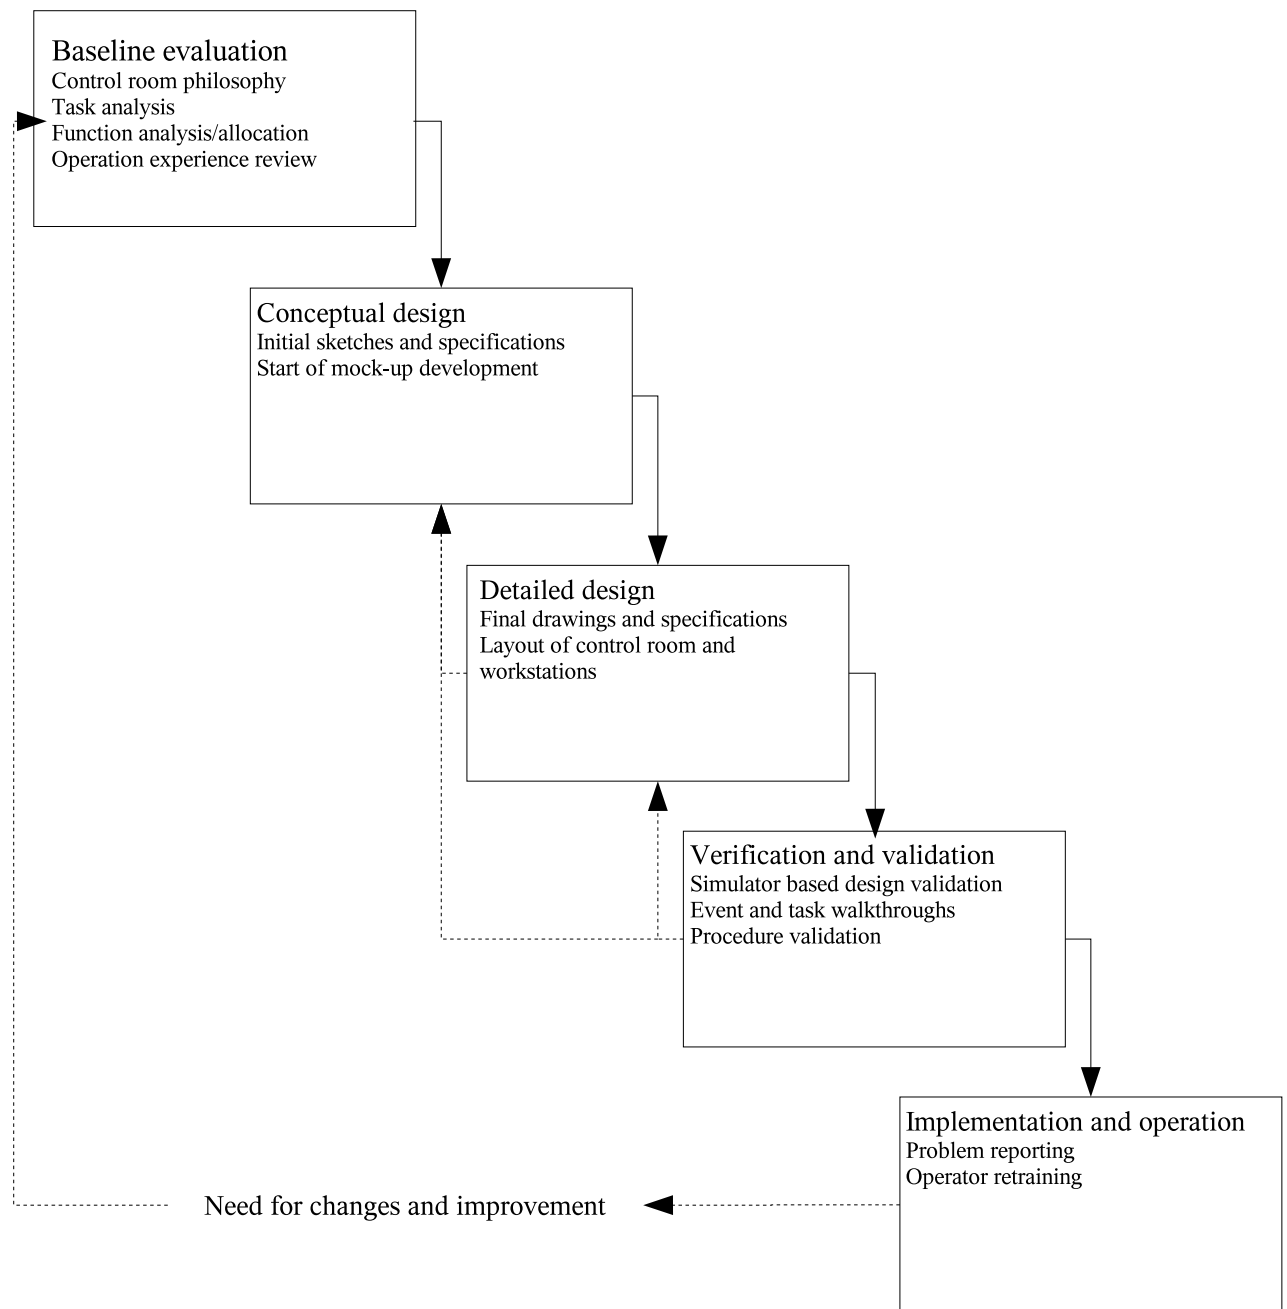 Baseline evaluation
Control room philosophy
Task analysis
Function analysis/allocation
Operation experience review
Conceptual design
Initial sketches and specifications
Start of mock-up development
Detailed design
Final drawings and specifications
Layout of control room and
workstations
Verification and validation
Simulator based design validation
Event and task walkthroughs
Procedure validation
Implementation and operation
Problem reporting
Operator retraining
Need for changes and improvement